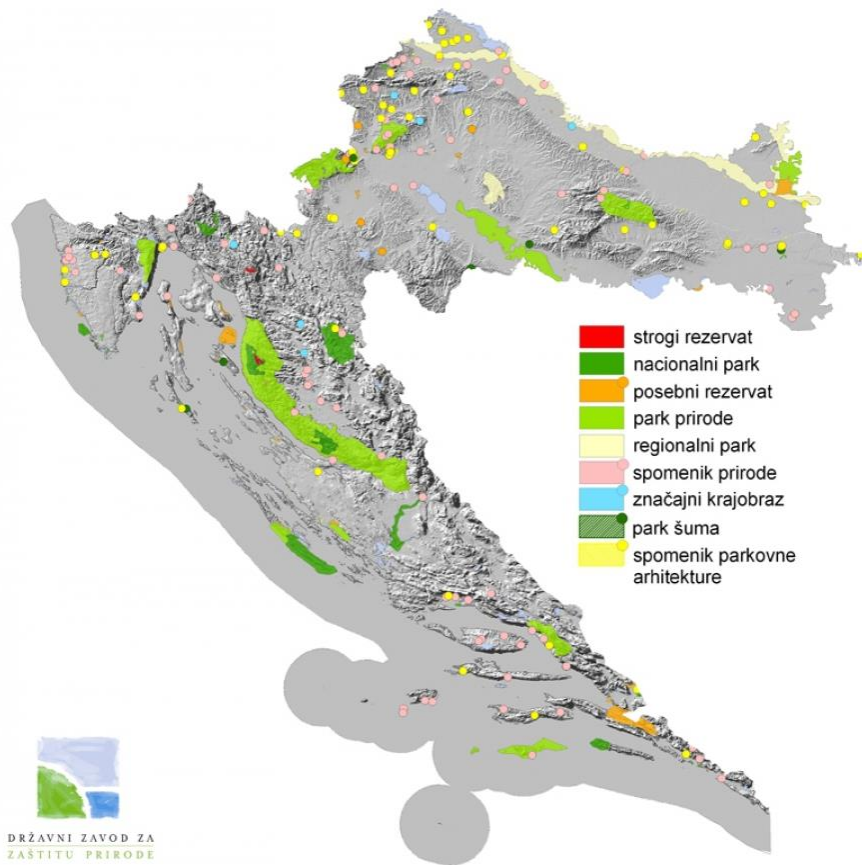 strogi rezervat
nacionalni park
posebni rezervat
park prirode
regionalni park
spomenik prirode
značajni krajobraz
park šuma
spomenik parkovne
arhitekture
DRŽAVNI ZAVOD ZA
ZAŠTITU PRIRODE